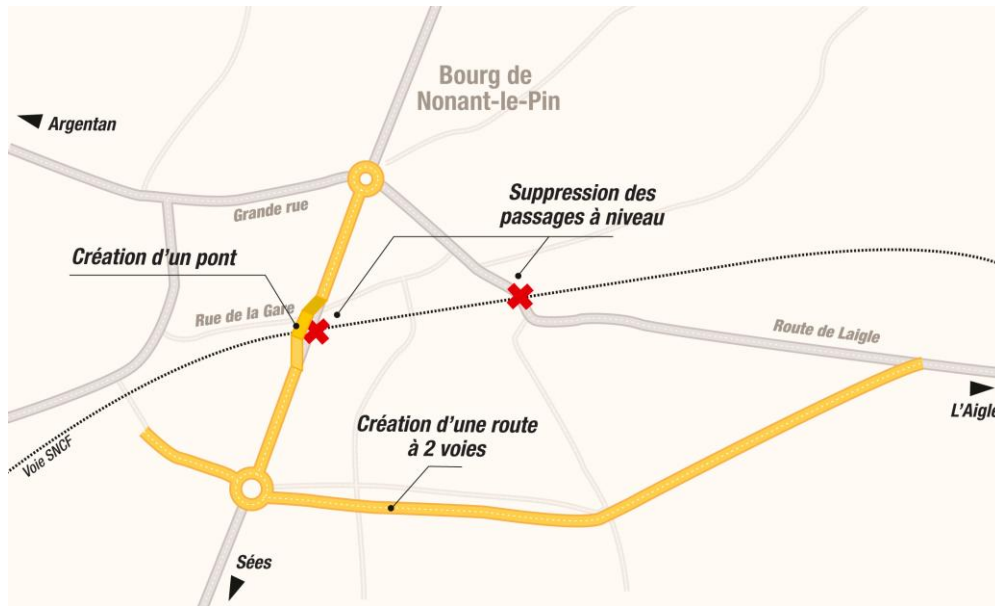 Bourg de
Nonant-le-Pin
Argentan
Suppression des
passages à niveau
Grande rue
Création d'un pont
Rue de la Gare
Route de Laigle
L'Aigle
Création d'une route
à 2 voies
Voie SNCF
Sées